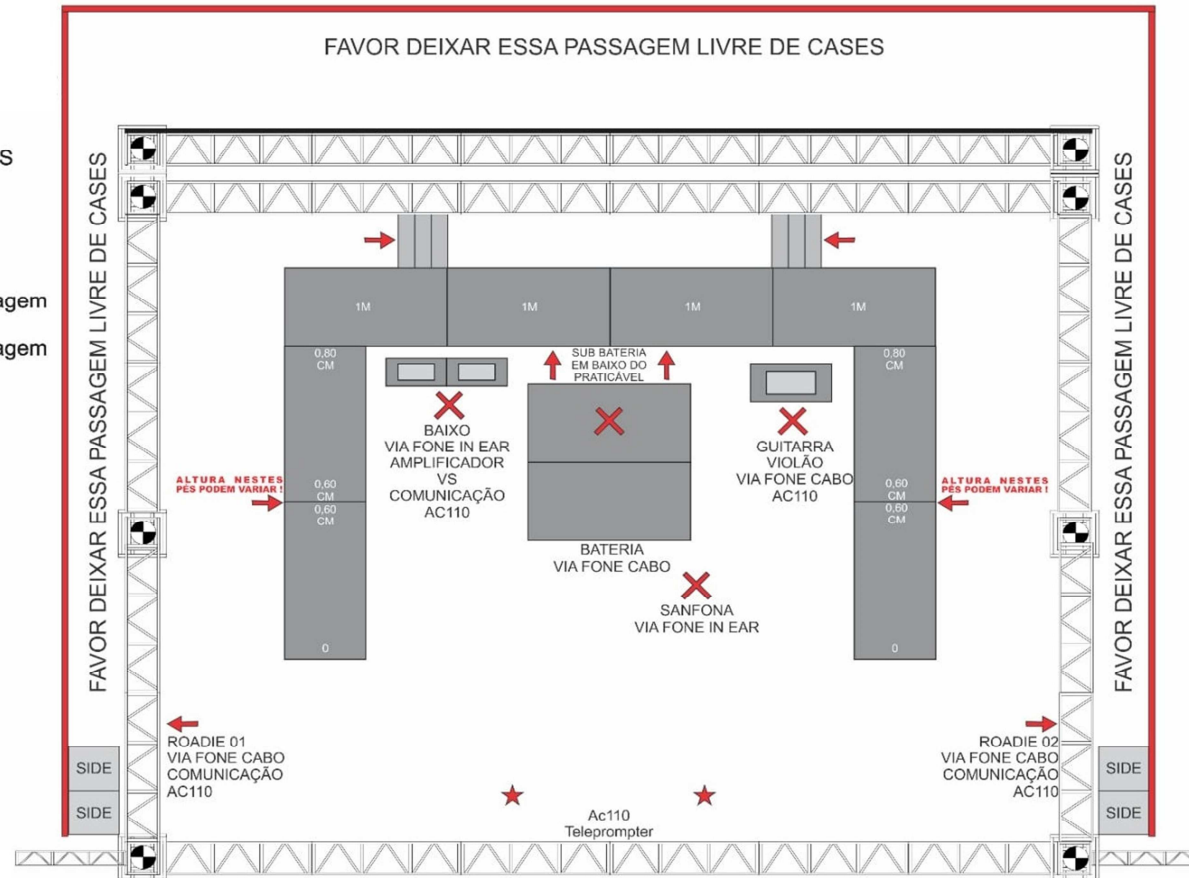 FAVOR DEIXAR ESSA PASSAGEM LIVRE DE CASES
FAVOR DEIXAR ESSA PASSAGEM LIVRE DE CASES
FAVOR DEIXAR ESSA PASSAGEM LIVRE DE CASES
1M
1M
1M
1M
0,80
CM
SUB BATERIA
EM BAIXO DO
PRATICÁVEL
0,80
CM
BAIXO
VIA FONE IN EAR
AMPLIFICADOR
VS
COMUNICAÇÃO
AC110
GUITARRA
VIOLÃO
VIA FONE CABO
AC110
ALTURA NESTES
PÉS PODEM VARIAR !
0,60
CM
0,60
CM
0,60
CM
0,60
CM
ALTURA NESTES
PÉS PODEM VARIAR !
BATERIA
VIA FONE CABO
SANFONA
VIA FONE IN EAR
0
0
ROADIE 01
VIA FONE CABO
COMUNICAÇÃO
AC110
ROADIE 02
VIA FONE CABO
COMUNICAÇÃO
AC110
SIDE
SIDE
SIDE
SIDE
Ac110
Teleprompter